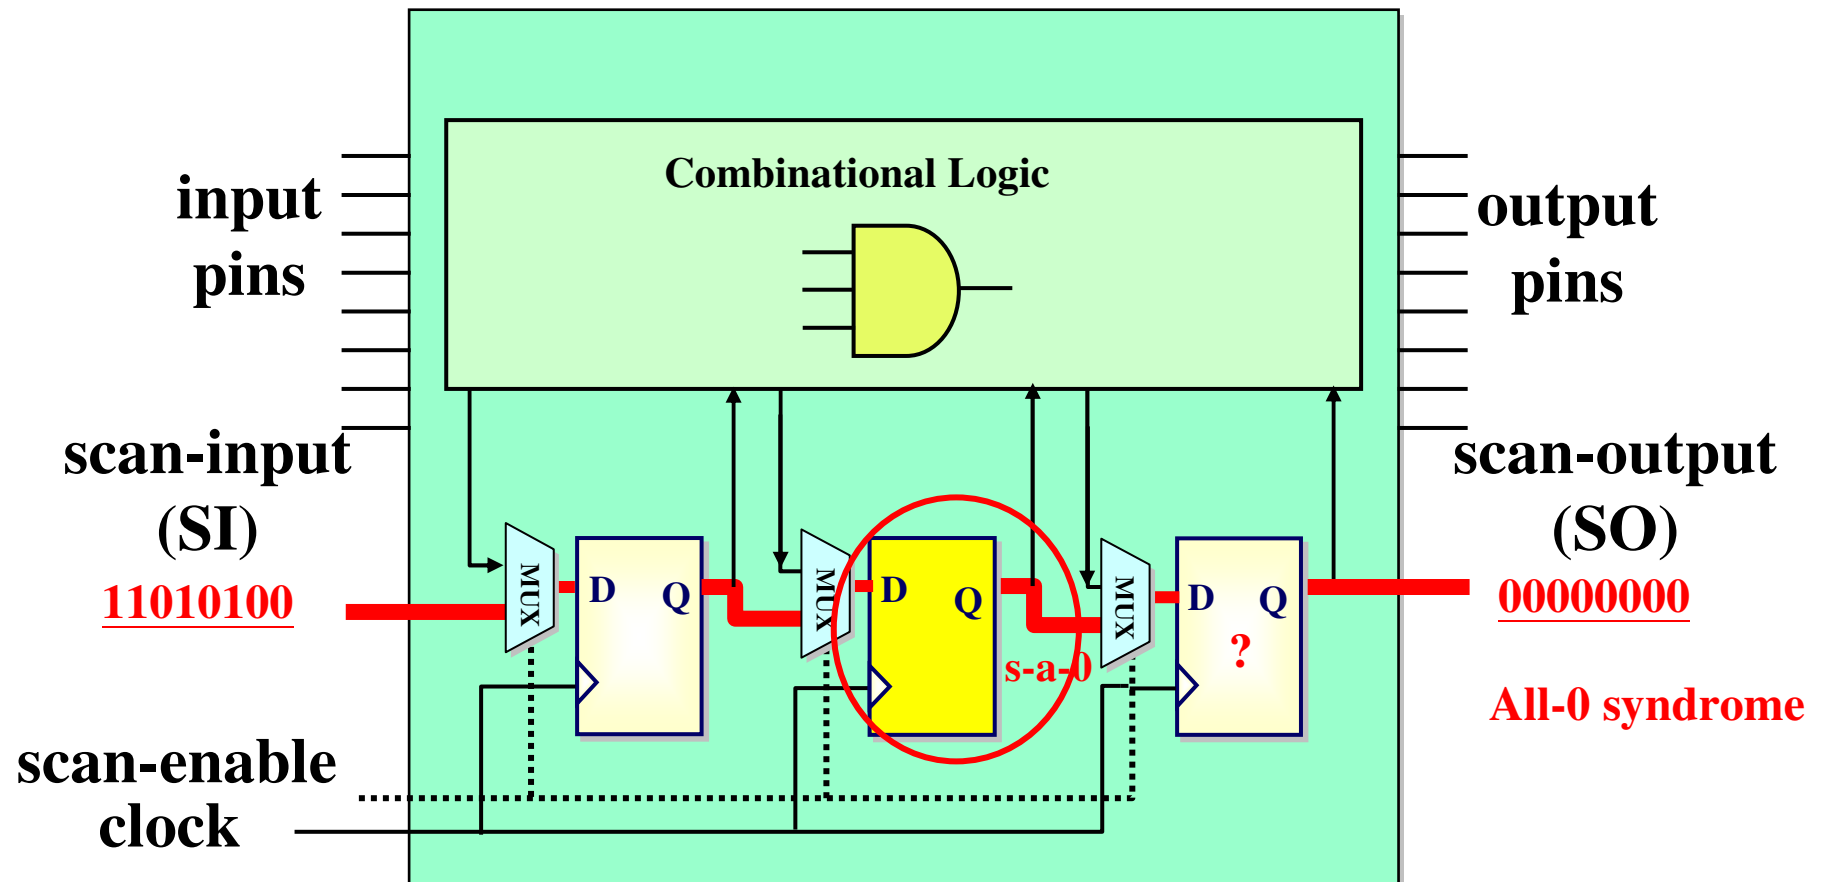 Combinational Logic
input
pins
output
pins
scan-input
(SI)
11010100
scan-output
(SO)
00000000
All-0 syndrome
MUX
D
Q
MUX
D
Q
s-a-0
MUX
D
Q
?
scan-enable
clock